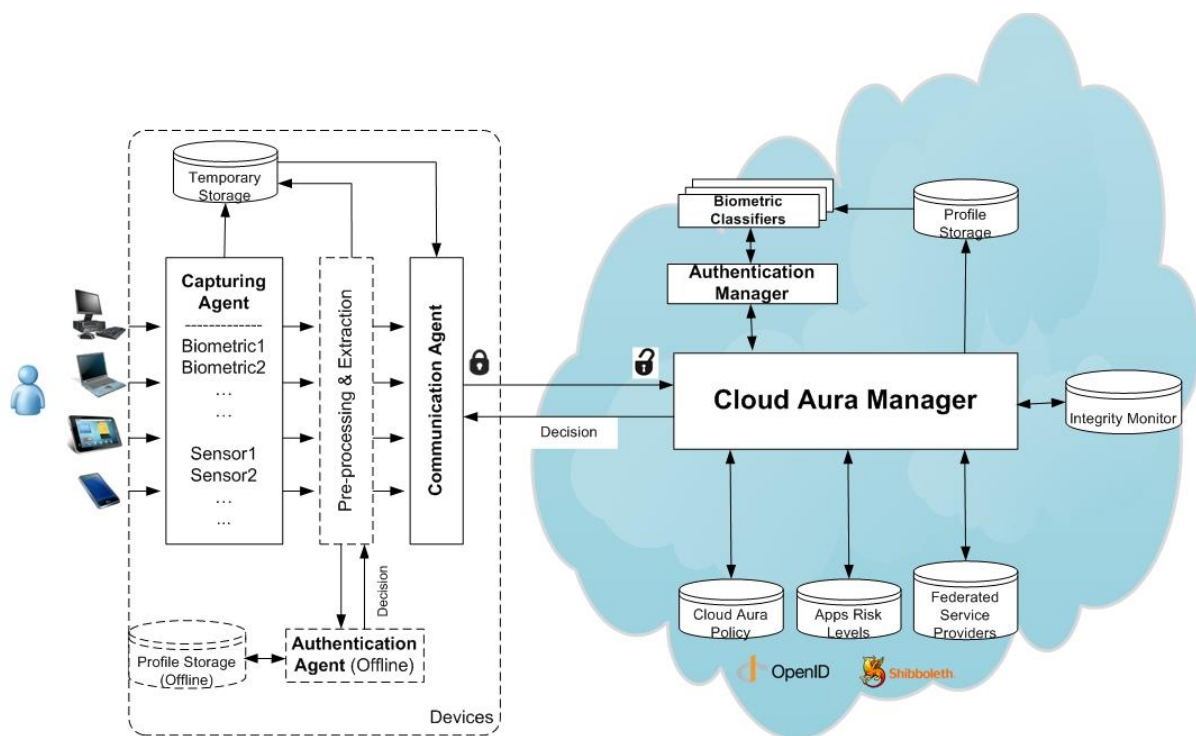 Temporary
Storage
Capturing
Agent
Biometric1
Biometric2
...
...
Sensor1
Sensor2
...
...
Pre-processing & Extraction
Communication Agent
Decision
Profile Storage
(Offline)
Authentication
Agent (Offline)
Devices
Biometric
Classifiers
Profile
Storage
Authentication
Manager
Cloud Aura Manager
Decision
Integrity Monitor
Cloud Aura
Policy
Apps Risk
Levels
Federated
Service
Providers
OpenID
Shibboleth